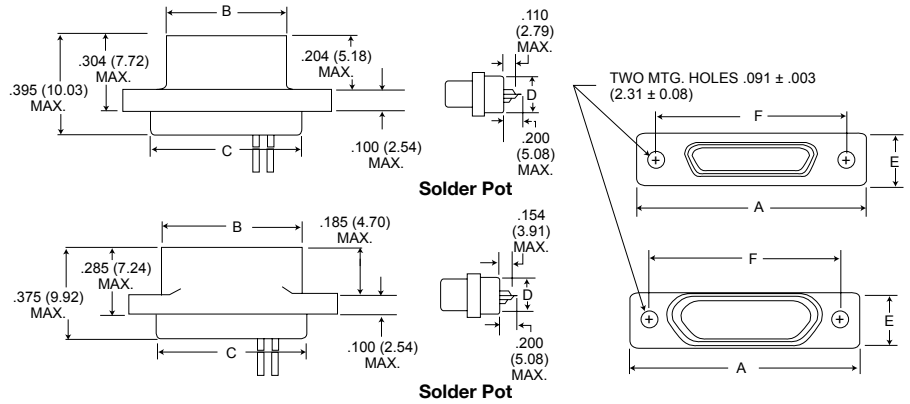 B
.304 (7.72)
MAX.
.395 (10.03)
MAX.
.204 (5.18)
MAX.
.100 (2.54)
MAX.
C
.110
(2.79)
MAX.
D
.200
(5.08)
MAX.
Solder Pot
TWO MTG. HOLES .091 ± .003
(2.31 ± 0.08)
F
E
A
B
.185 (4.70)
MAX.
.285 (7.24)
MAX.
.375 (9.92)
MAX.
.100 (2.54)
MAX.
C
.154
(3.91)
MAX.
D
.200
(5.08)
MAX.
Solder Pot
F
E
A